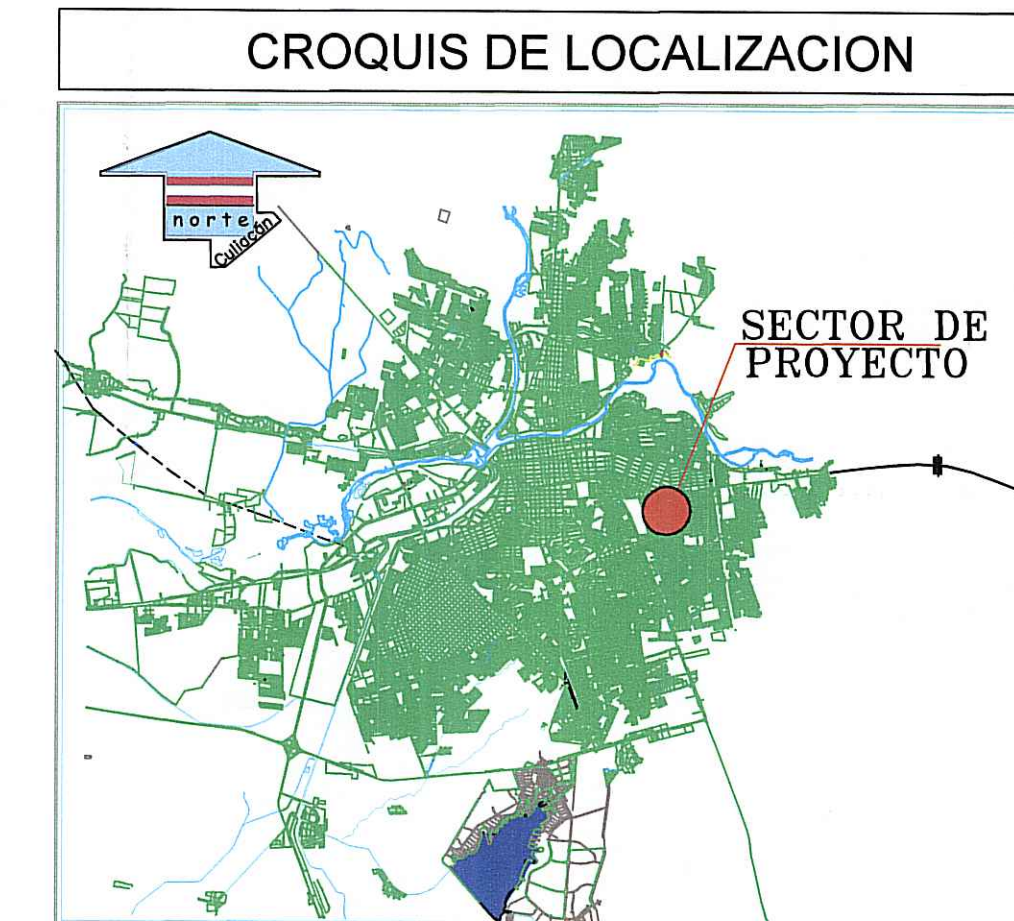 CROQUIS DE LOCALIZACION
norte
Culiacán
SECTOR DE
PROYECTO